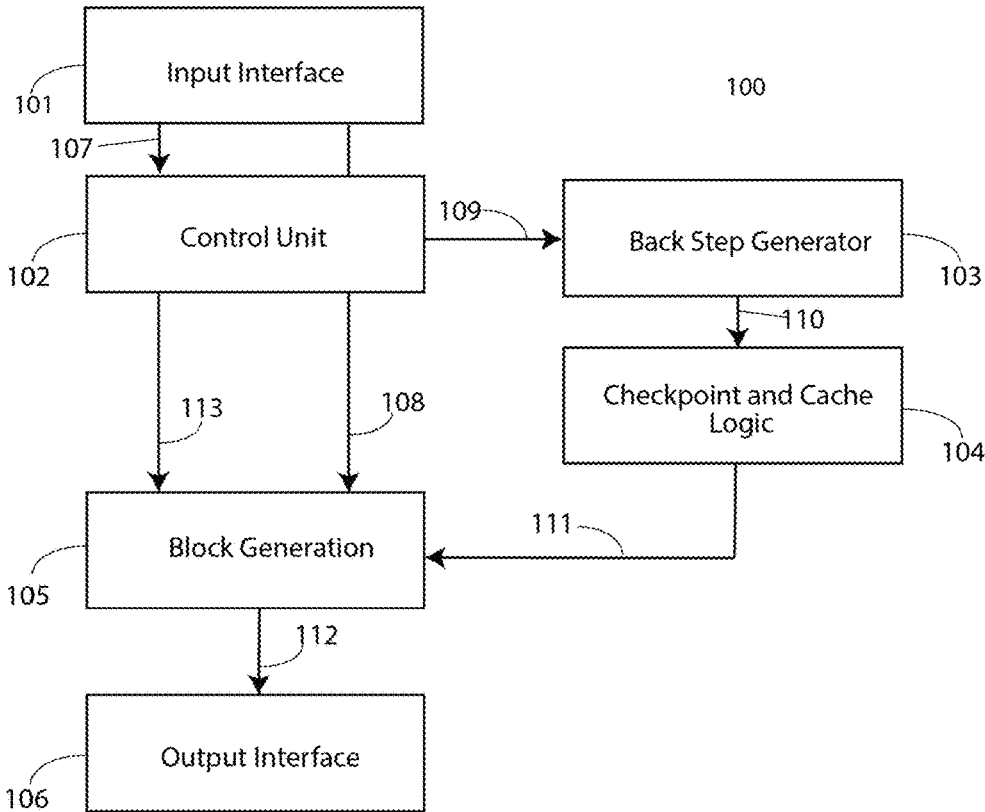 Input Interface
100
101
107
109
Control Unit
Back Step Generator
102
103
110
Checkpoint and Cache
Logic
113
108
104
111
Block Generation
105
112
Output Interface
106